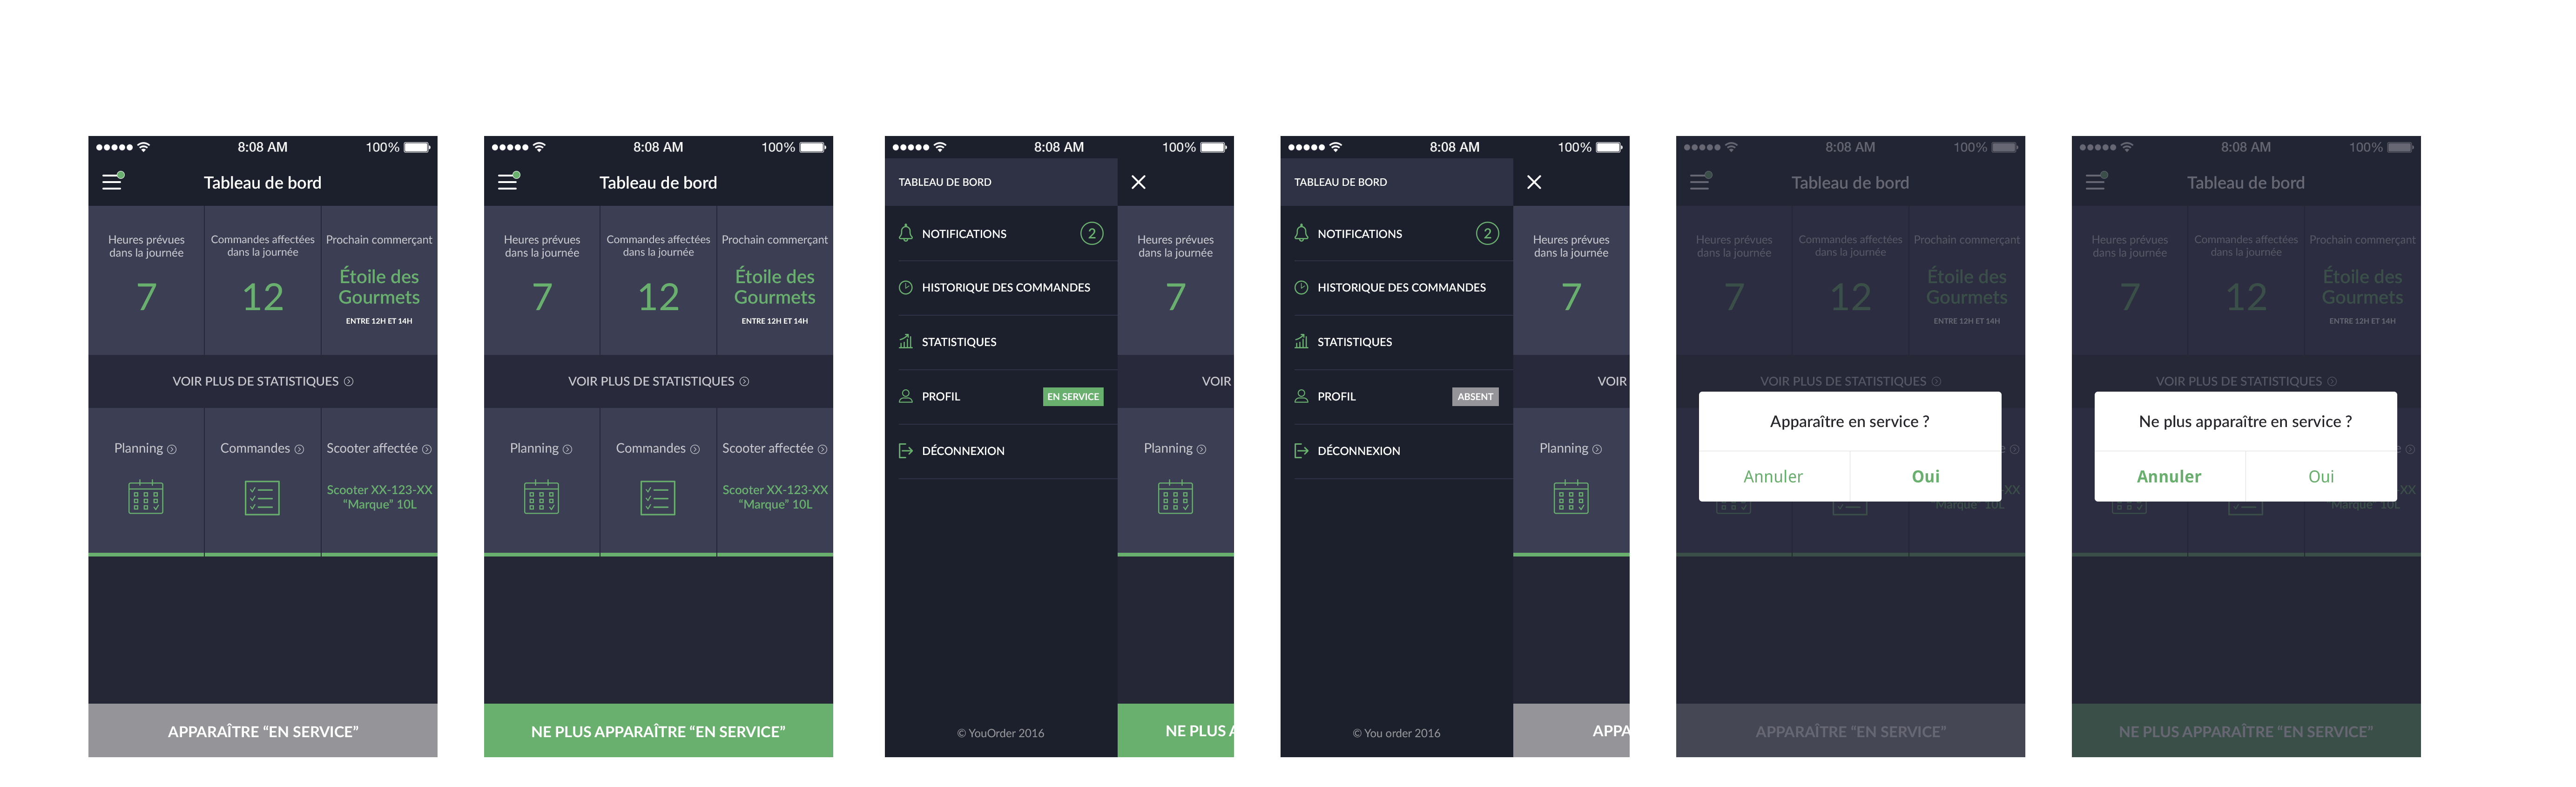 8:08 AM 100%
Tableau de bord
Heures prévues
dans la journée
7
Commandes affectées
dans la journée
12
Prochain commerçant
Étoile des
Gourmets
ENTRE 12H ET 14H
VOIR PLUS DE STATISTIQUES
Planning
Commandes
Scooter affectée
Scooter XX-123-XX
“Marque” 10L
APPARAÎTRE “EN SERVICE”
8:08 AM 100%
Tableau de bord
Heures prévues
dans la journée
7
Commandes affectées
dans la journée
12
Prochain commerçant
Étoile des
Gourmets
ENTRE 12H ET 14H
VOIR PLUS DE STATISTIQUES
Planning
Commandes
Scooter affectée
Scooter XX-123-XX
“Marque” 10L
NE PLUS APPARAÎTRE “EN SERVICE”
8:08 AM 100%
TABLEAU DE BORD
NOTIFICATIONS 2
HISTORIQUE DES COMMANDES
STATISTIQUES
PROFIL EN SERVICE
DÉCONNEXION
© YouOrder 2016
Heures prévues
dans la journée
7
VOIR
Planning
NE PLUS A
8:08 AM 100%
TABLEAU DE BORD
NOTIFICATIONS 2
HISTORIQUE DES COMMANDES
STATISTIQUES
PROFIL ABSENT
DÉCONNEXION
© You order 2016
Heures prévues
dans la journée
7
VOIR
Planning
APPA
8:08 AM 100%
Tableau de bord
Heures prévues
dans la journée
7
Commandes affectées
dans la journée
12
Prochain commerçant
Étoile des
Gourmets
ENTRE 12H ET 14H
VOIR PLUS DE STATISTIQUES
Apparaître en service ?
Annuler Oui
e
XX
“Marque” 10L
APPARAÎTRE “EN SERVICE”
8:08 AM 100%
Tableau de bord
Heures prévues
dans la journée
7
Commandes affectées
dans la journée
12
Prochain commerçant
Étoile des
Gourmets
ENTRE 12H ET 14H
VOIR PLUS DE STATISTIQUES
Ne plus apparaître en service ?
Annuler Oui
e
XX
“Marque” 10L
NE PLUS APPARAÎTRE “EN SERVICE”